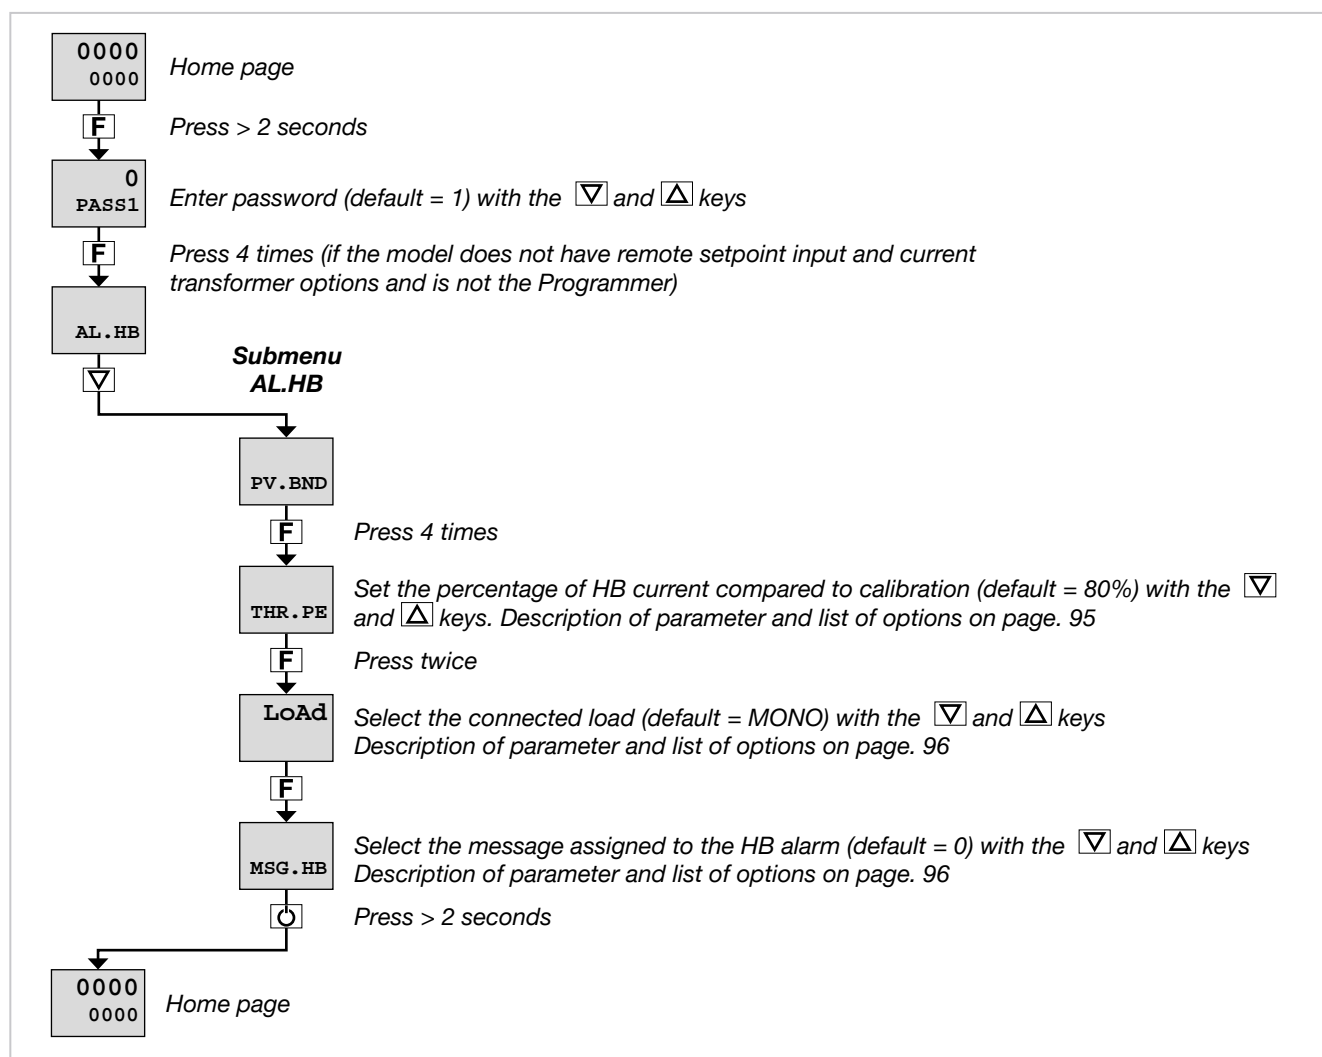 0000
0000
Home page
F
Press > 2 seconds
0
PASS1
Enter password (default = 1) with the ▽ and △ keys
F
Press 4 times (if the model does not have remote setpoint input and current
transformer options and is not the Programmer)
AL.HB
▽
Submenu
AL.HB
PV.BND
F
Press 4 times
THR.PE
Set the percentage of HB current compared to calibration (default = 80%) with the ▽
and △ keys. Description of parameter and list of options on page. 95
F
Press twice
LoAd
Select the connected load (default = MONO) with the ▽ and △ keys
Description of parameter and list of options on page. 96
F
MSG.HB
Select the message assigned to the HB alarm (default = 0) with the ▽ and △ keys
Description of parameter and list of options on page. 96
Press > 2 seconds
0000
0000
Home page